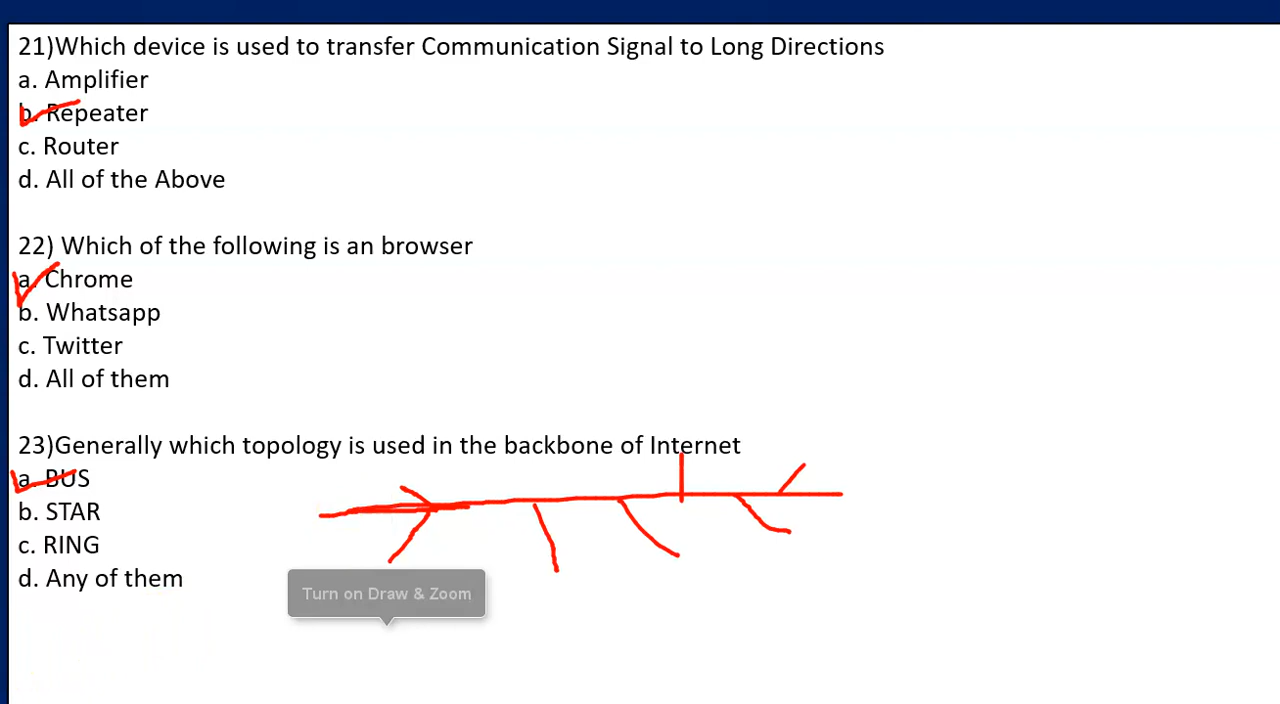 21)Which device is used to transfer Communication Signal to Long Directions
a. Amplifier
b. Repeater
c. Router
d. All of the Above
22) Which of the following is an browser
a. Chrome
b. Whatsapp
c. Twitter
d. All of them
23)Generally which topology is used in the backbone of Internet
a. BUS
b. STAR
c. RING
d. Any of them
Turn on Draw & Zoom